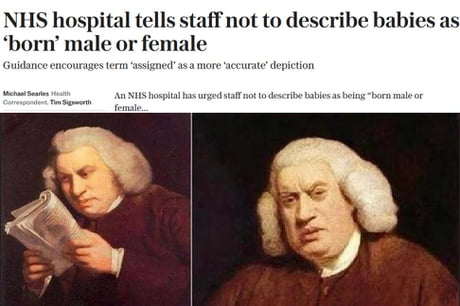 NHS hospital tells staff not to describe babies as
‘born’ male or female
Guidance encourages term ‘assigned’ as a more ‘accurate’ depiction
Michael Searles Health
Correspondent. Tim Sigsworth
An NHS hospital has urged staff not to describe babies as being “born male or
female...